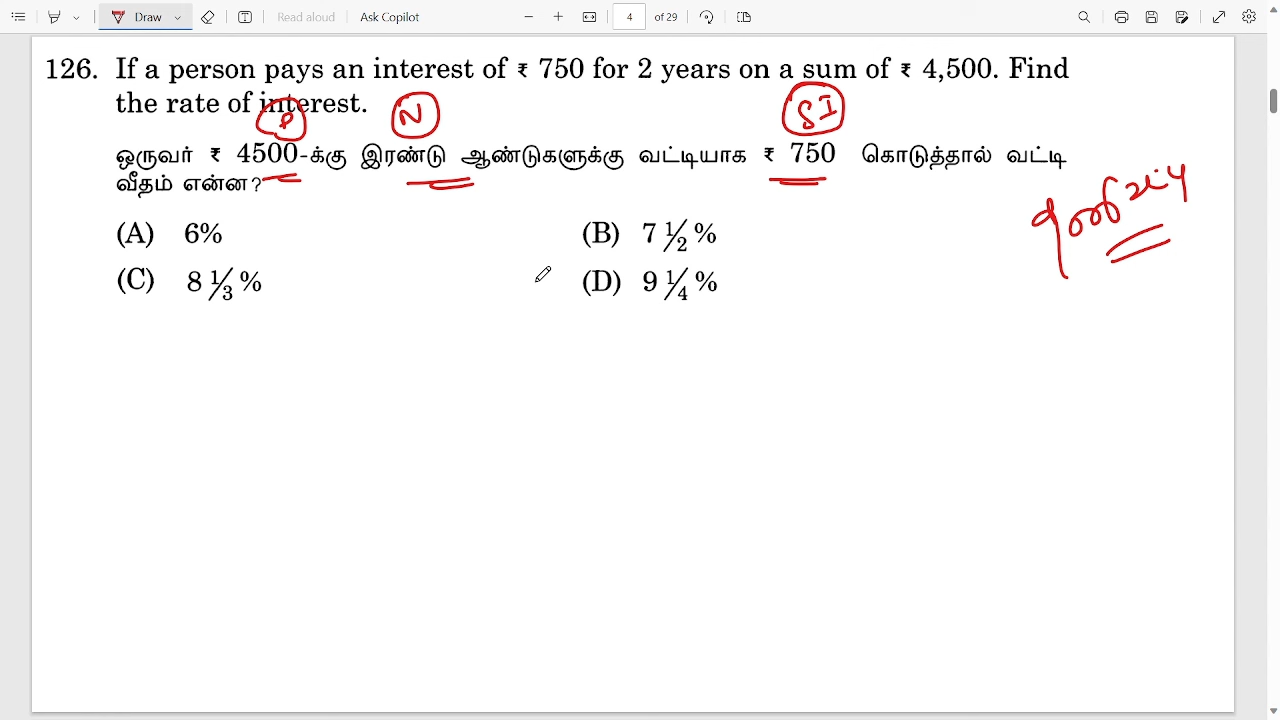 Draw
Read aloud
Ask Copilot
4
of 29
126. If a person pays an interest of ₹ 750 for 2 years on a sum of ₹ 4,500. Find
the rate of interest.
P N SI
ஒருவர் ₹ 4500-க்கு இரண்டு ஆண்டுகளுக்கு வட்டியாக ₹ 750 கொடுத்தால் வட்டி
வீதம் என்ன?
(A) 6%
(B) 7 1/2 %
(C) 8 1/3 %
(D) 9 1/4 %